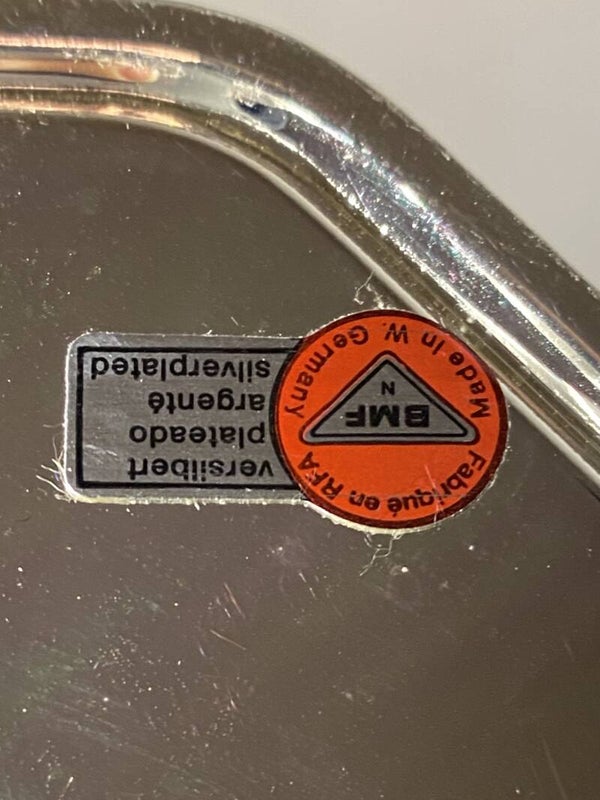 versilbert
plateado
argenté
silverplated
Fabriqué en RFA
BMF
N
Made in W. Germany